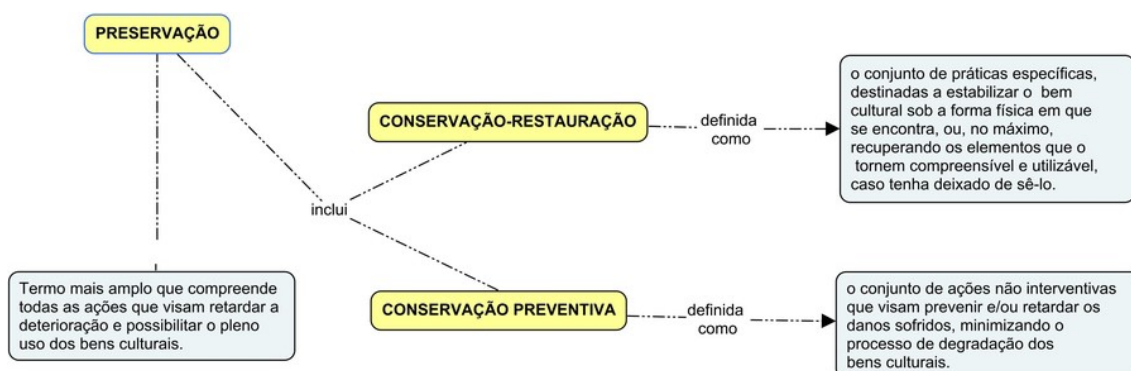 PRESERVAÇÃO
Termo mais amplo que compreende
todas as ações que visam retardar a
deterioração e possibilitar o pleno
uso dos bens culturais.
inclui
CONSERVAÇÃO-RESTAURAÇÃO
definida
como
o conjunto de práticas específicas,
destinadas a estabilizar o bem
cultural sob a forma física em que
se encontra, ou, no máximo,
recuperando os elementos que o
tornem compreensível e utilizável,
caso tenha deixado de sê-lo.
CONSERVAÇÃO PREVENTIVA
definida
como
o conjunto de ações não interventivas
que visam prevenir e/ou retardar os
danos sofridos, minimizando o
processo de degradação dos
bens culturais.